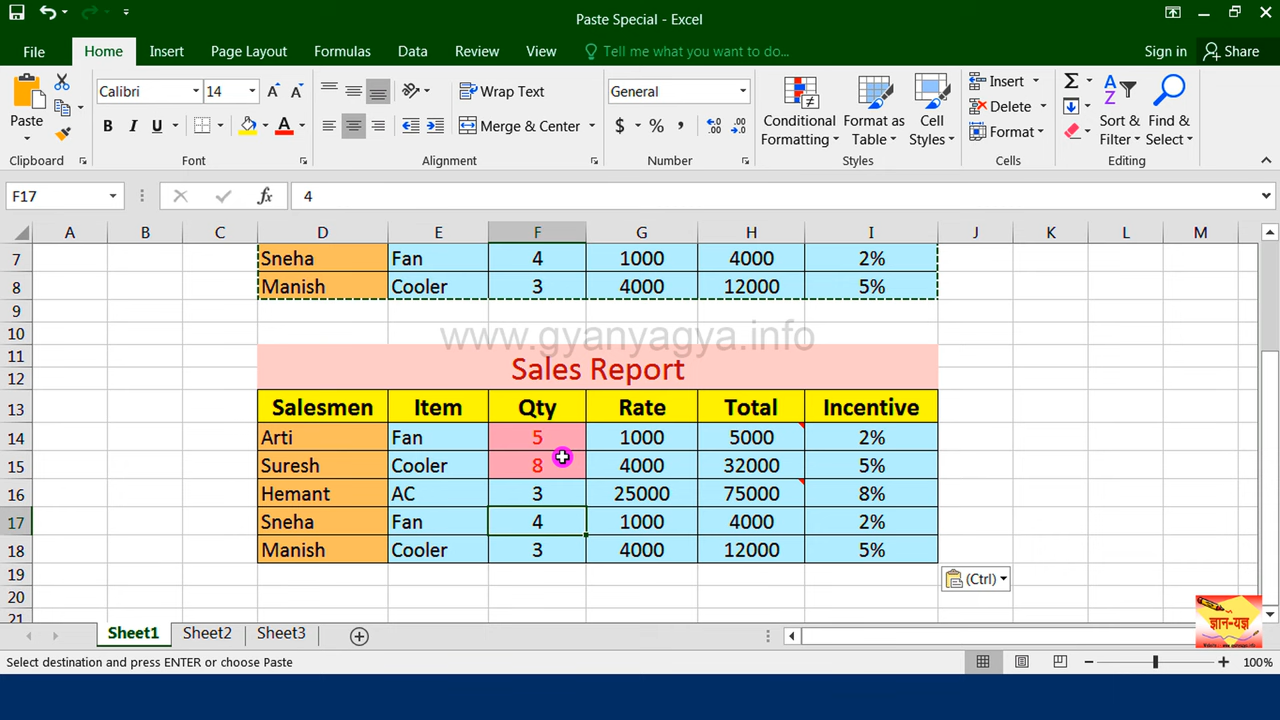 Paste Special - Excel
File Home Insert Page Layout Formulas Data Review View Tell me what you want to do... Sign in Share
Paste
Calibri 14
B I U A
Wrap Text
Merge & Center
General
$ % ,
Conditional Formatting
Format as Table
Cell Styles
Insert
Delete
Format
Sort & Filter
Find & Select
Clipboard Font Alignment Number Styles Cells Editing
F17 fx 4
A B C D E F G H I J K L M
7 Sneha Fan 4 1000 4000 2%
8 Manish Cooler 3 4000 12000 5%
9
10
www.gyanyagya.info
11
Sales Report
12
13 Salesmen Item Qty Rate Total Incentive
14 Arti Fan 5 1000 5000 2%
15 Suresh Cooler 8 4000 32000 5%
16 Hemant AC 3 25000 75000 8%
17 Sneha Fan 4 1000 4000 2%
18 Manish Cooler 3 4000 12000 5%
19
(Ctrl)
20
21
ज्ञान-यज्ञ
Sheet1 Sheet2 Sheet3
Select destination and press ENTER or choose Paste
100%